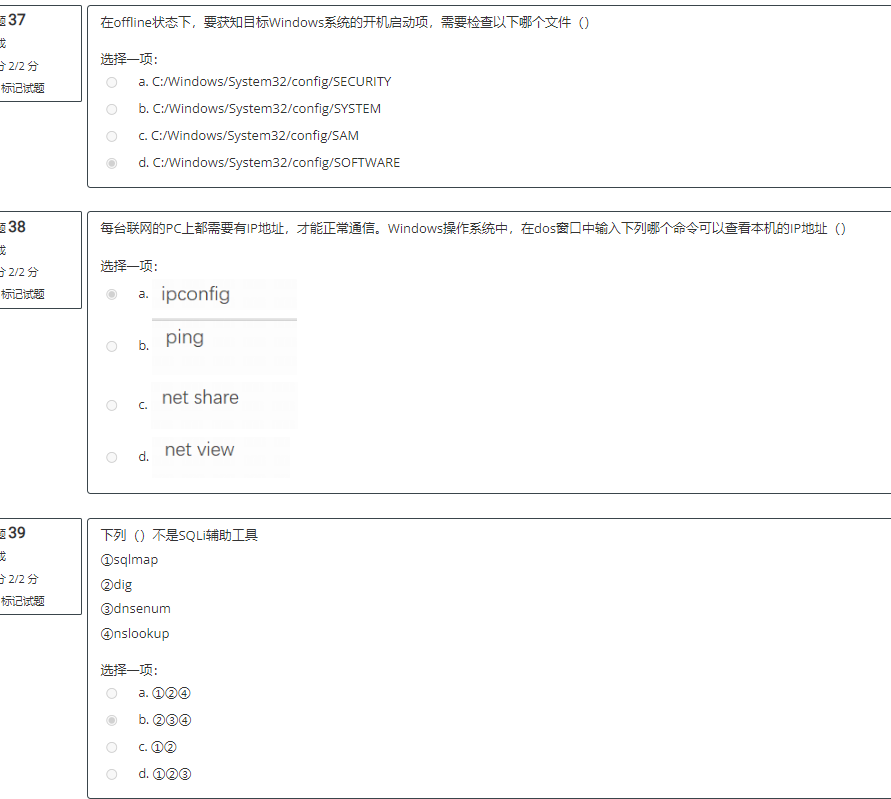 题 37
成
分 2/2 分
标记试题
在offline状态下，要获知目标Windows系统的开机启动项，需要检查以下哪个文件（）
选择一项：
a. C:/Windows/System32/config/SECURITY
b. C:/Windows/System32/config/SYSTEM
c. C:/Windows/System32/config/SAM
d. C:/Windows/System32/config/SOFTWARE
题 38
成
分 2/2 分
标记试题
每台联网的PC上都需要有IP地址，才能正常通信。Windows操作系统中，在dos窗口中输入下列哪个命令可以查看本机的IP地址（）
选择一项：
a. ipconfig
b. ping
c. net share
d. net view
题 39
成
分 2/2 分
标记试题
下列（）不是SQLi辅助工具
①sqlmap
②dig
③dnsenum
④nslookup
选择一项：
a. ①②④
b. ②③④
c. ①②
d. ①②③